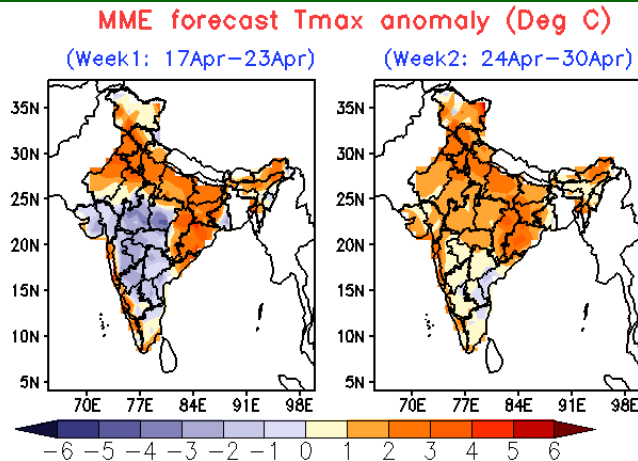 MME forecast Tmax anomaly (Deg C)
(Week1: 17Apr−23Apr) (Week2: 24Apr−30Apr)
35N 35N
30N 30N
25N 25N
20N 20N
15N 15N
10N 10N
5N 5N
70E 77E 84E 91E 98E 70E 77E 84E 91E 98E
−6 −5 −4 −3 −2 −1 0 1 2 3 4 5 6